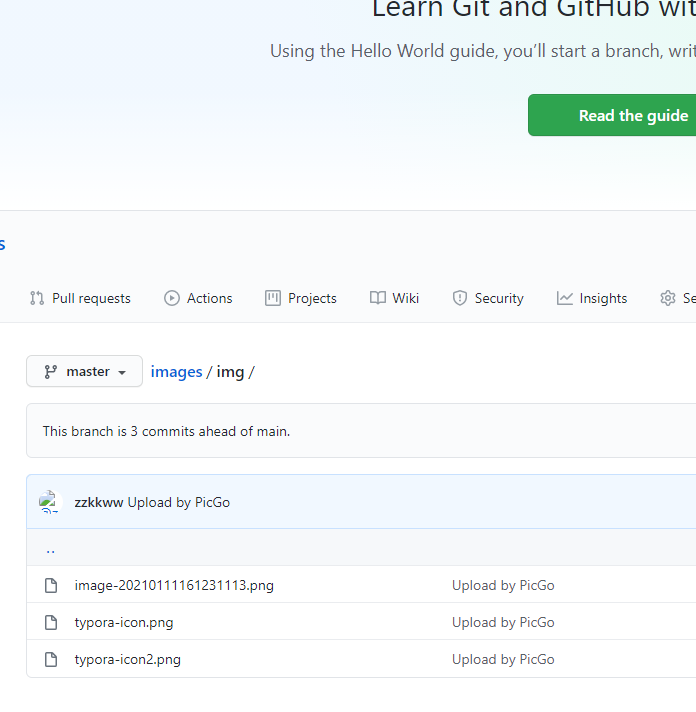 Learn Git and GitHub wit
Using the Hello World guide, you'll start a branch, writ
Read the guide
s
Pull requests Actions Projects Wiki Security Insights Se
master images / img /
This branch is 3 commits ahead of main.
zzkkww Upload by PicGo
..
image-20210111161231113.png Upload by PicGo
typora-icon.png Upload by PicGo
typora-icon2.png Upload by PicGo